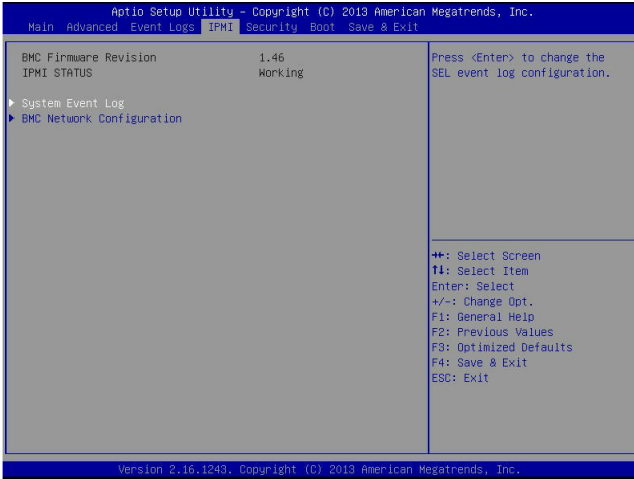 Aptio Setup Utility – Copyright (C) 2013 American Megatrends, Inc.
Main Advanced Event Logs IPMI Security Boot Save & Exit
BMC Firmware Revision 1.46
IPMI STATUS Working
System Event Log
BMC Network Configuration
Press <Enter> to change the
SEL event log configuration.
→←: Select Screen
↑↓: Select Item
Enter: Select
+/-: Change Opt.
F1: General Help
F2: Previous Values
F3: Optimized Defaults
F4: Save & Exit
ESC: Exit
Version 2.16.1243. Copyright (C) 2013 American Megatrends, Inc.